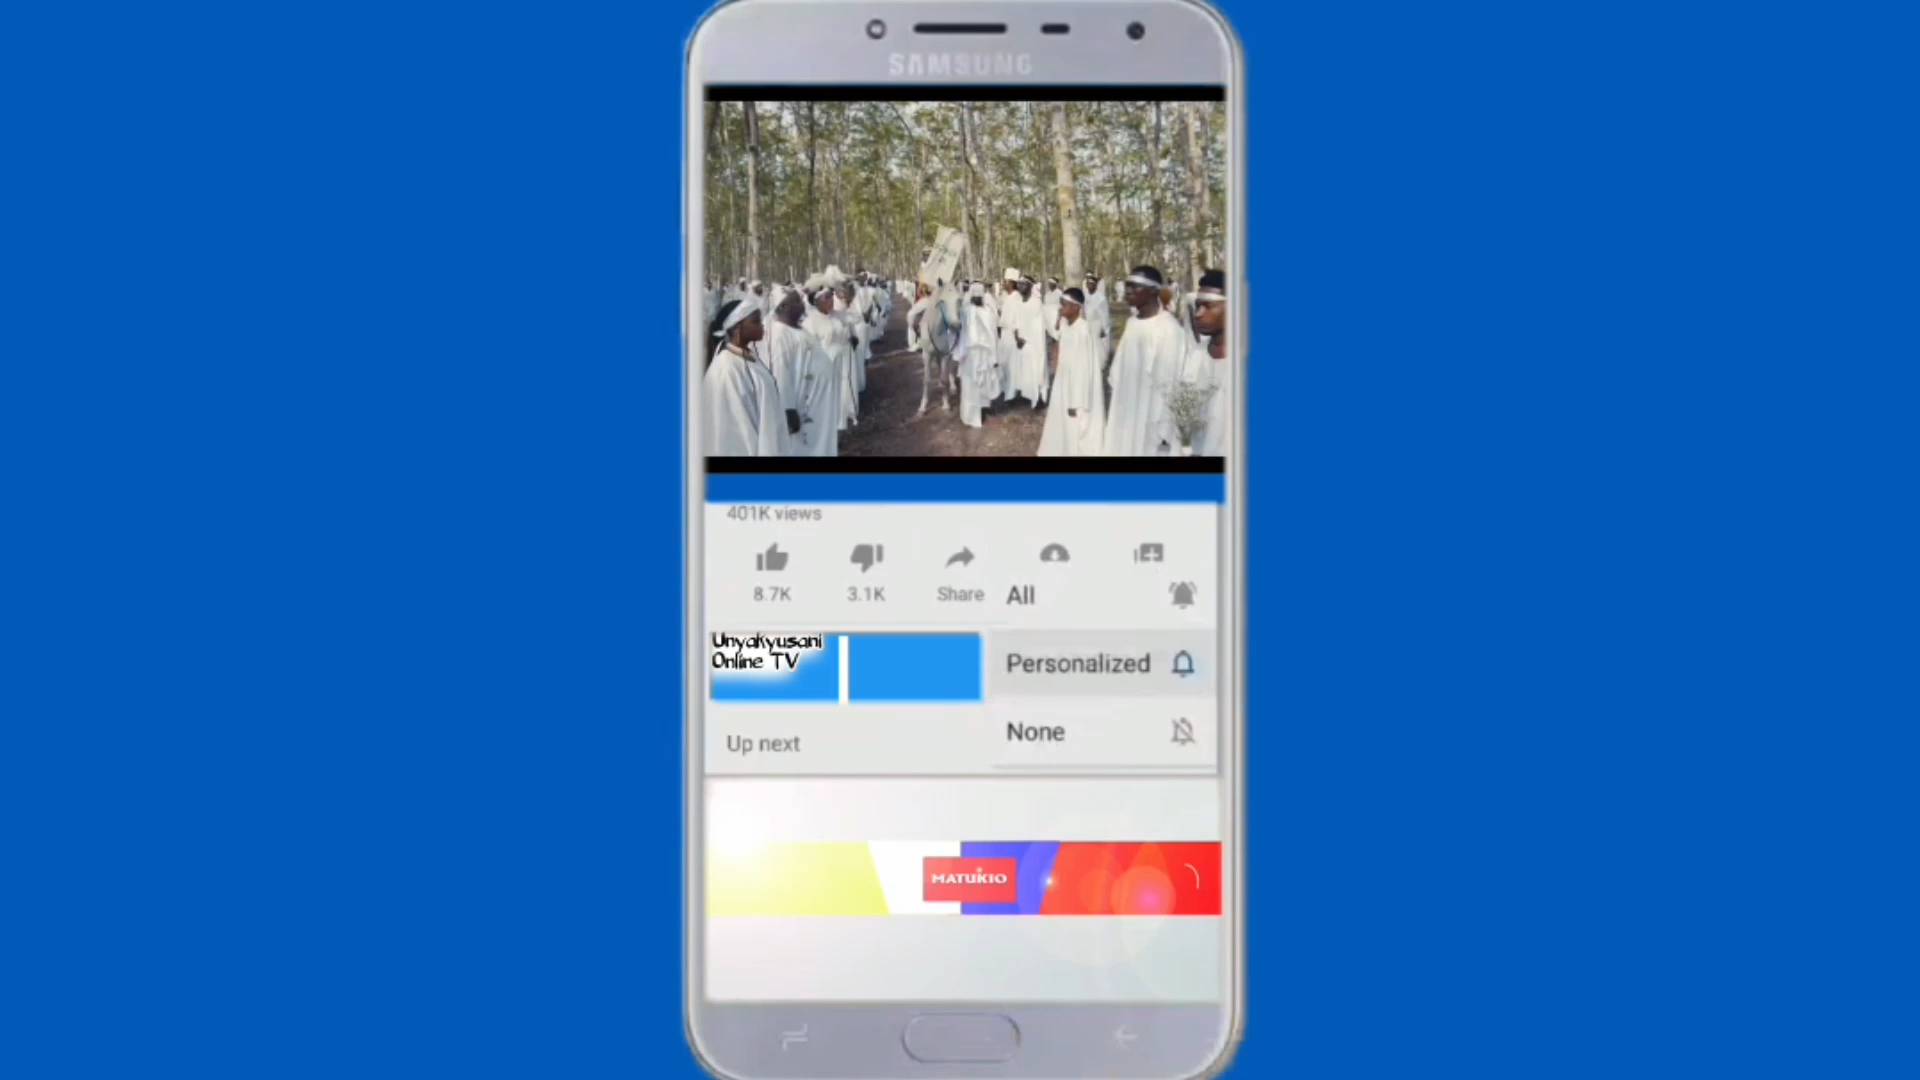 SAMSUNG
401K views
8.7K
3.1K
Share
All
Unyakyusani
Online TV
Personalized
None
Up next
MATUKIO